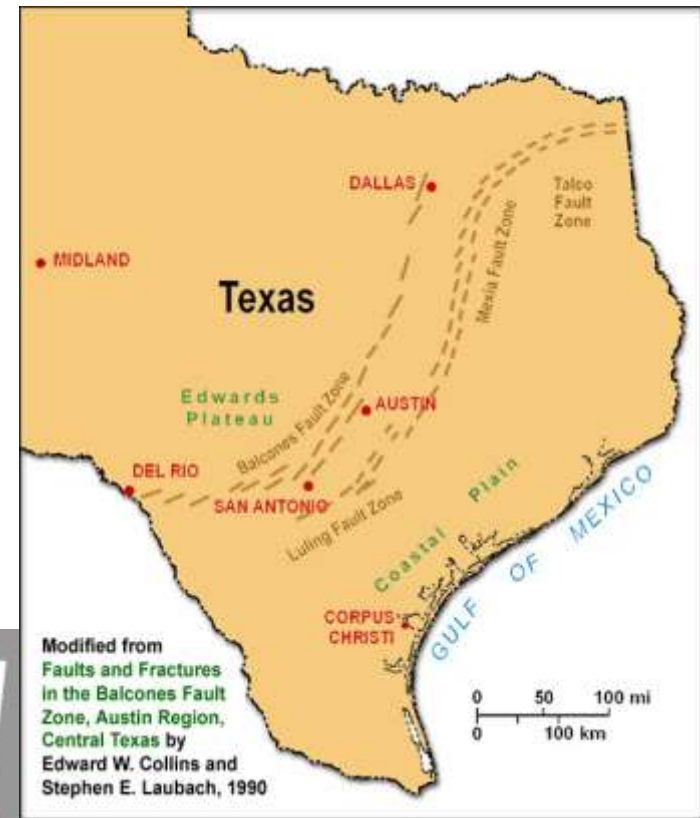 DALLAS
Talco
Fault
Zone
Mexia Fault Zone
MIDLAND
Texas
Edwards
Plateau
Balcones Fault Zone
AUSTIN
DEL RIO
SAN ANTONIO
Luling Fault Zone
Coastal Plain
GULF OF MEXICO
CORPUS
CHRISTI
Modified from
Faults and Fractures
in the Balcones Fault
Zone, Austin Region,
Central Texas by
Edward W. Collins and
Stephen E. Laubach, 1990
0 50 100 mi
0 100 km